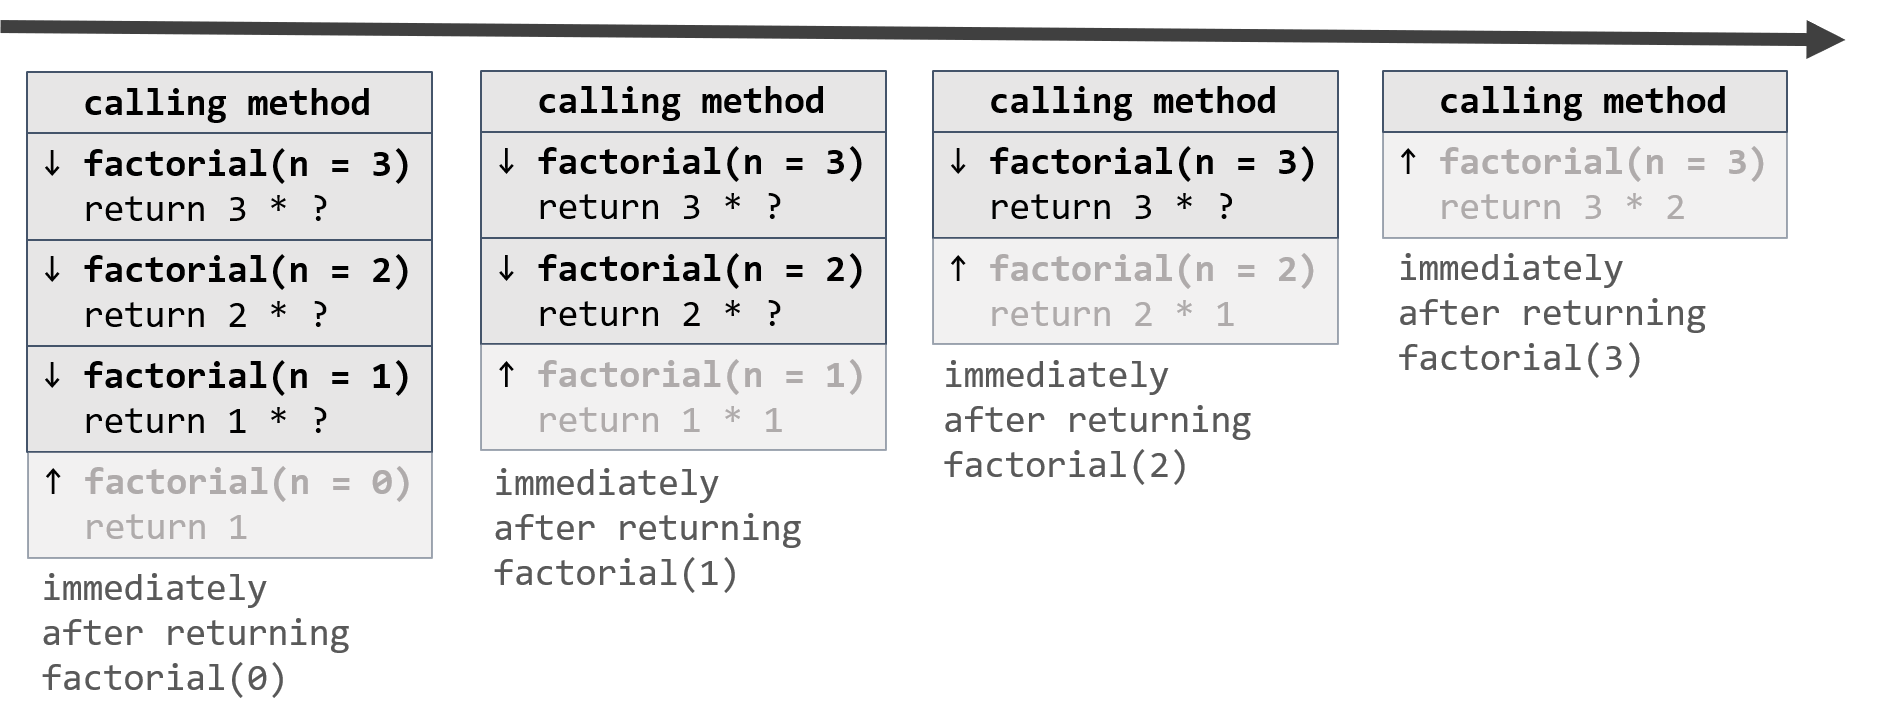 calling method
↓ factorial(n = 3)
return 3 * ?
↓ factorial(n = 2)
return 2 * ?
↓ factorial(n = 1)
return 1 * ?
↑ factorial(n = 0)
return 1
immediately
after returning
factorial(0)
calling method
↓ factorial(n = 3)
return 3 * ?
↓ factorial(n = 2)
return 2 * ?
↑ factorial(n = 1)
return 1 * 1
immediately
after returning
factorial(1)
calling method
↓ factorial(n = 3)
return 3 * ?
↑ factorial(n = 2)
return 2 * 1
immediately
after returning
factorial(2)
calling method
↑ factorial(n = 3)
return 3 * 2
immediately
after returning
factorial(3)